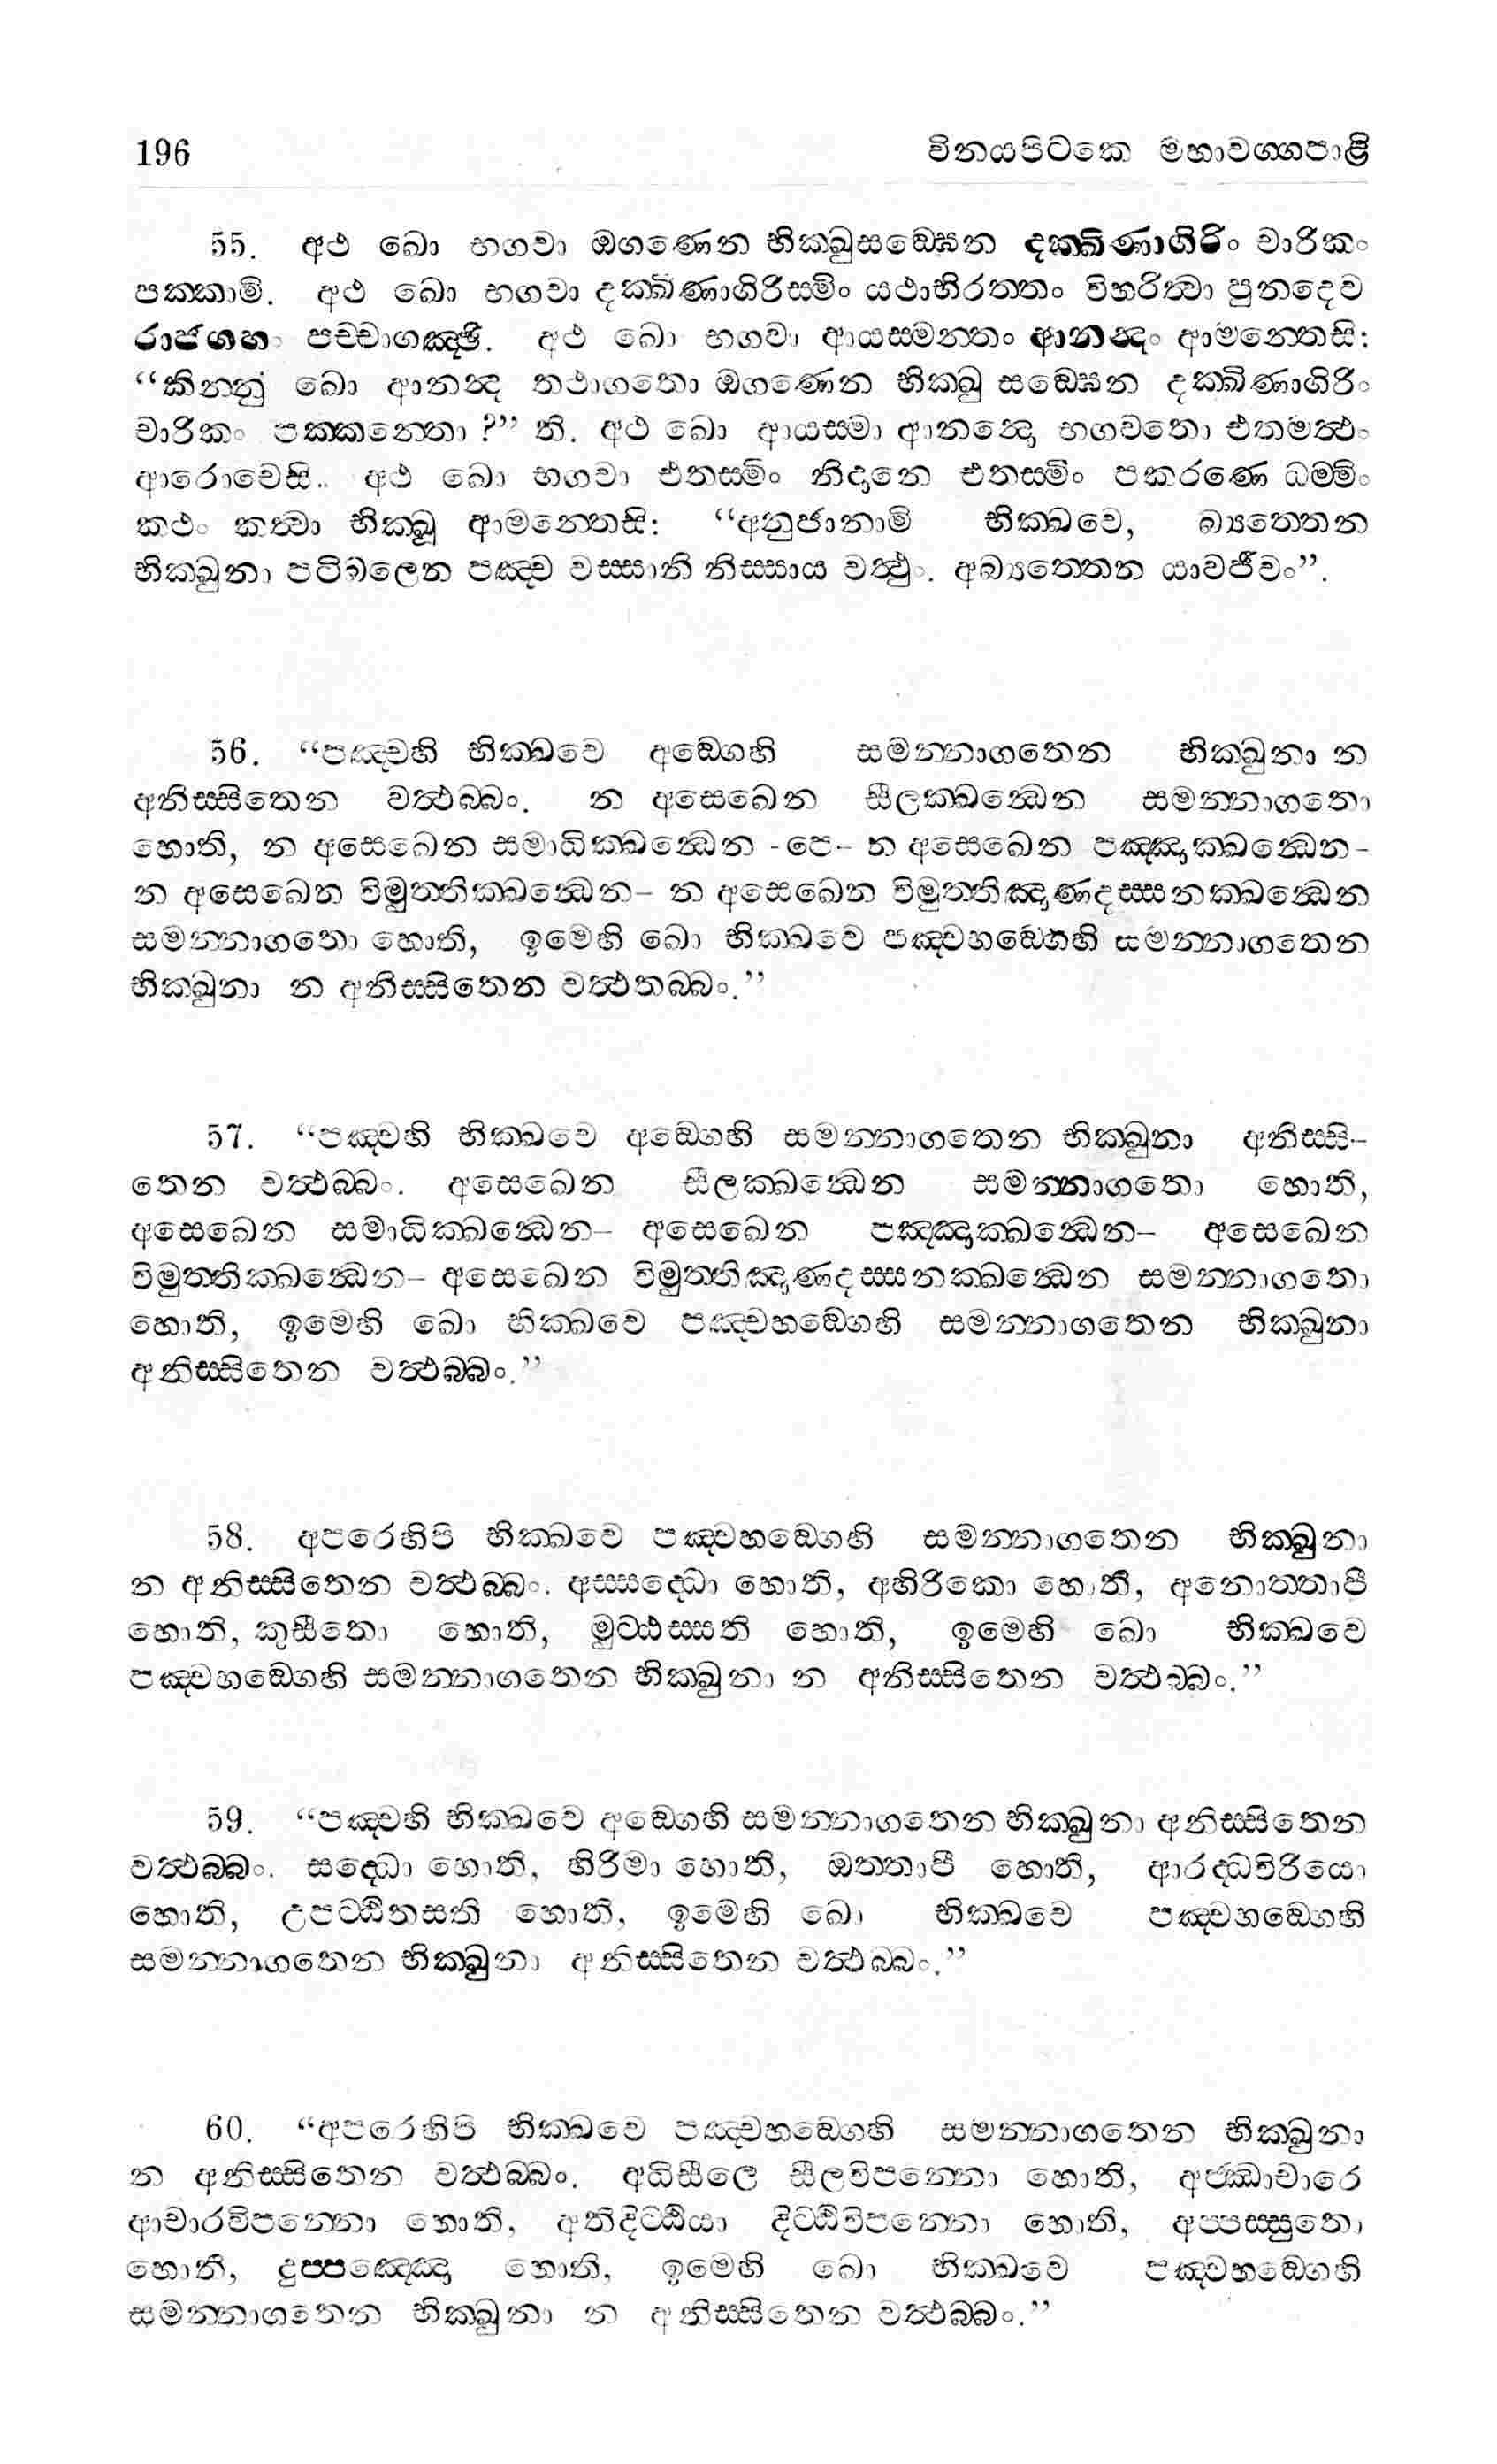 196 විනයපිටකෙ මහාවග්ගපාළි
55. අථ ඛො භගවා ඔගණෙන භික්ඛුසඞ්ඝෙන දක්ඛිණාගිරිං චාරිකං
පක්කාමි. අථ ඛො භගවා දක්ඛිණාගිරිස්මිං යථාභිරත්තං විහරිත්වා පුනදෙව
රාජගහං පච්චාගඤ්ඡි. අථ ඛො භගවා ආයස්මන්තං ආනන්දං ආමන්තෙසි:
“කින්නු ඛො ආනන්ද තථාගතො ඔගණෙන භික්ඛු සඞ්ඝෙන දක්ඛිණාගිරිං
චාරිකං පක්කන්තො ?” ති. අථ ඛො ආයස්මා ආනන්දො භගවතො එතමත්ථං
ආරොචෙසි.. අථ ඛො භගවා එතස්මිං නිදානෙ එතස්මිං පකරණෙ ධම්මිං
කථං කත්වා භික්ඛූ ආමන්තෙසි: “අනුජානාමි භික්ඛවෙ, බ්‍යත්තෙන
භික්ඛුනා පටිබලෙන පඤ්ච වස්සානි නිස්සාය වත්ථුං. අබ්‍යත්තෙන යාවජීවං”.
56. “පඤ්චහි භික්ඛවෙ අඞ්ගෙහි සමන්නාගතෙන භික්ඛුනා න
අනිස්සිතෙන වත්ථබ්බං. න අසෙඛෙන සීලක්ඛන්ධෙන සමන්නාගතො
හොති, න අසෙඛෙන සමාධික්ඛන්ධෙන -පෙ- න අසෙඛෙන පඤ්ඤාක්ඛන්ධෙන-
න අසෙඛෙන විමුත්තික්ඛන්ධෙන- න අසෙඛෙන විමුත්තිඤාණදස්සනක්ඛන්ධෙන
සමන්නාගතො හොති, ඉමෙහි ඛො භික්ඛවෙ පඤ්චහඞ්ගෙහි සමන්නාගතෙන
භික්ඛුනා න අනිස්සිතෙන වත්ථතබ්බං.”
57. “පඤ්චහි භික්ඛවෙ අඞ්ගෙහි සමන්නාගතෙන භික්ඛුනා අනිස්සි-
තෙන වත්ථබ්බං. අසෙඛෙන සීලක්ඛන්ධෙන සමන්නාගතො හොති,
අසෙඛෙන සමාධික්ඛන්ධෙන- අසෙඛෙන පඤ්ඤාක්ඛන්ධෙන- අසෙඛෙන
විමුත්තික්ඛන්ධෙන- අසෙඛෙන විමුත්තිඤාණදස්සනක්ඛන්ධෙන සමන්නාගතො
හොති, ඉමෙහි ඛො භික්ඛවෙ පඤ්චහඞ්ගෙහි සමන්නාගතෙන භික්ඛුනා
අනිස්සිතෙන වත්ථබ්බං.”
58. අපරෙහිපි භික්ඛවෙ පඤ්චහඞ්ගෙහි සමන්නාගතෙන භික්ඛුනා
න අනිස්සිතෙන වත්ථබ්බං. අස්සද්ධො හොති, අහිරිකො හොති, අනොත්තාපී
හොති, කුසීතො හොති, මුට්ඨස්සති හොති, ඉමෙහි ඛො භික්ඛවෙ
පඤ්චහඞ්ගෙහි සමන්නාගතෙන භික්ඛුනා න අනිස්සිතෙන වත්ථබ්බං.”
59. “පඤ්චහි භික්ඛවෙ අඞ්ගෙහි සමන්නාගතෙන භික්ඛුනා අනිස්සිතෙන
වත්ථබ්බං. සද්ධො හොති, හිරිමා හොති, ඔත්තාපී හොති, ආරද්ධවිරියො
හොති, උපට්ඨිතසති හොති, ඉමෙහි ඛො භික්ඛවෙ පඤ්චහඞ්ගෙහි
සමන්නාගතෙන භික්ඛුනා අනිස්සිතෙන වත්ථබ්බං.”
60. “අපරෙහිපි භික්ඛවෙ පඤ්චහඞ්ගෙහි සමන්නාගතෙන භික්ඛුනා
න අනිස්සිතෙන වත්ථබ්බං. අධිසීලෙ සීලවිපන්නො හොති, අජ්ඣාචාරෙ
ආචාරවිපන්නො හොති, අතිදිට්ඨියා දිට්ඨිවිපන්නො හොති, අප්පස්සුතො
හොති, දුප්පඤ්ඤො හොති, ඉමෙහි ඛො භික්ඛවෙ පඤ්චහඞ්ගෙහි
සමන්නාගතෙන භික්ඛුනා න අනිස්සිතෙන වත්ථබ්බං.”